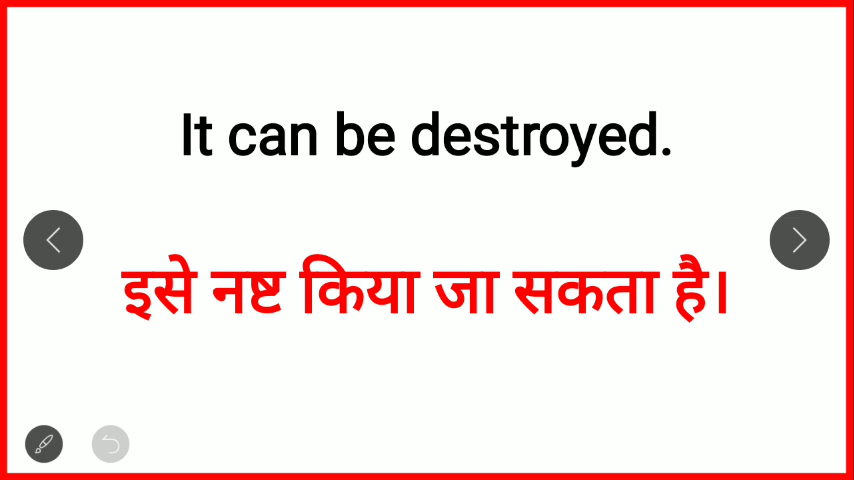 It can be destroyed.
इसे नष्ट किया जा सकता है।